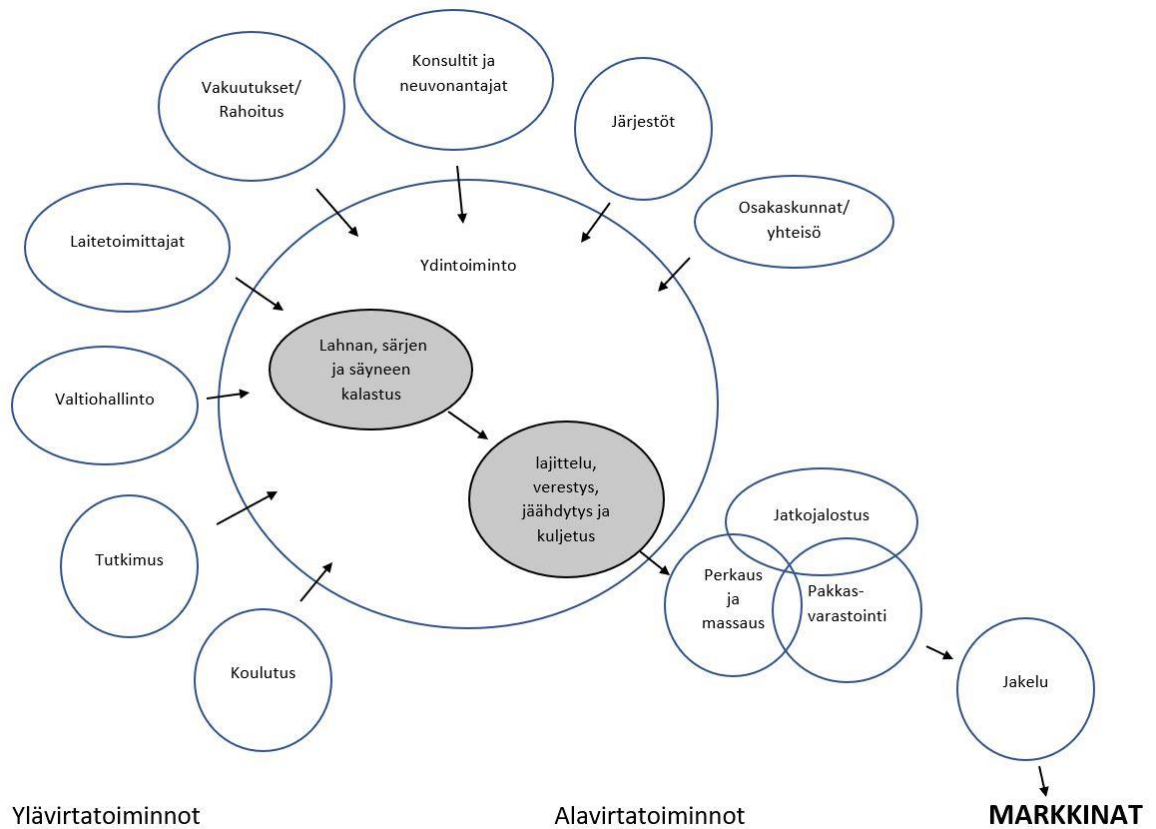 Konsultit ja
neuvonantajat
Vakuutukset/
Rahoitus
Järjestöt
Osakaskunnat/
yhteisö
Laitetoimittajat
Ydintoiminto
Lahnan, särjen
ja säyneen
kalastus
Valtiohallinto
lajittelu,
verestys,
jäähdytys ja
kuljetus
Jatkojalostus
Tutkimus
Perkaus
ja
massaus
Pakkas-
varastointi
Koulutus
Jakelu
Ylävirtatoiminnot
Alavirtatoiminnot
MARKKINAT